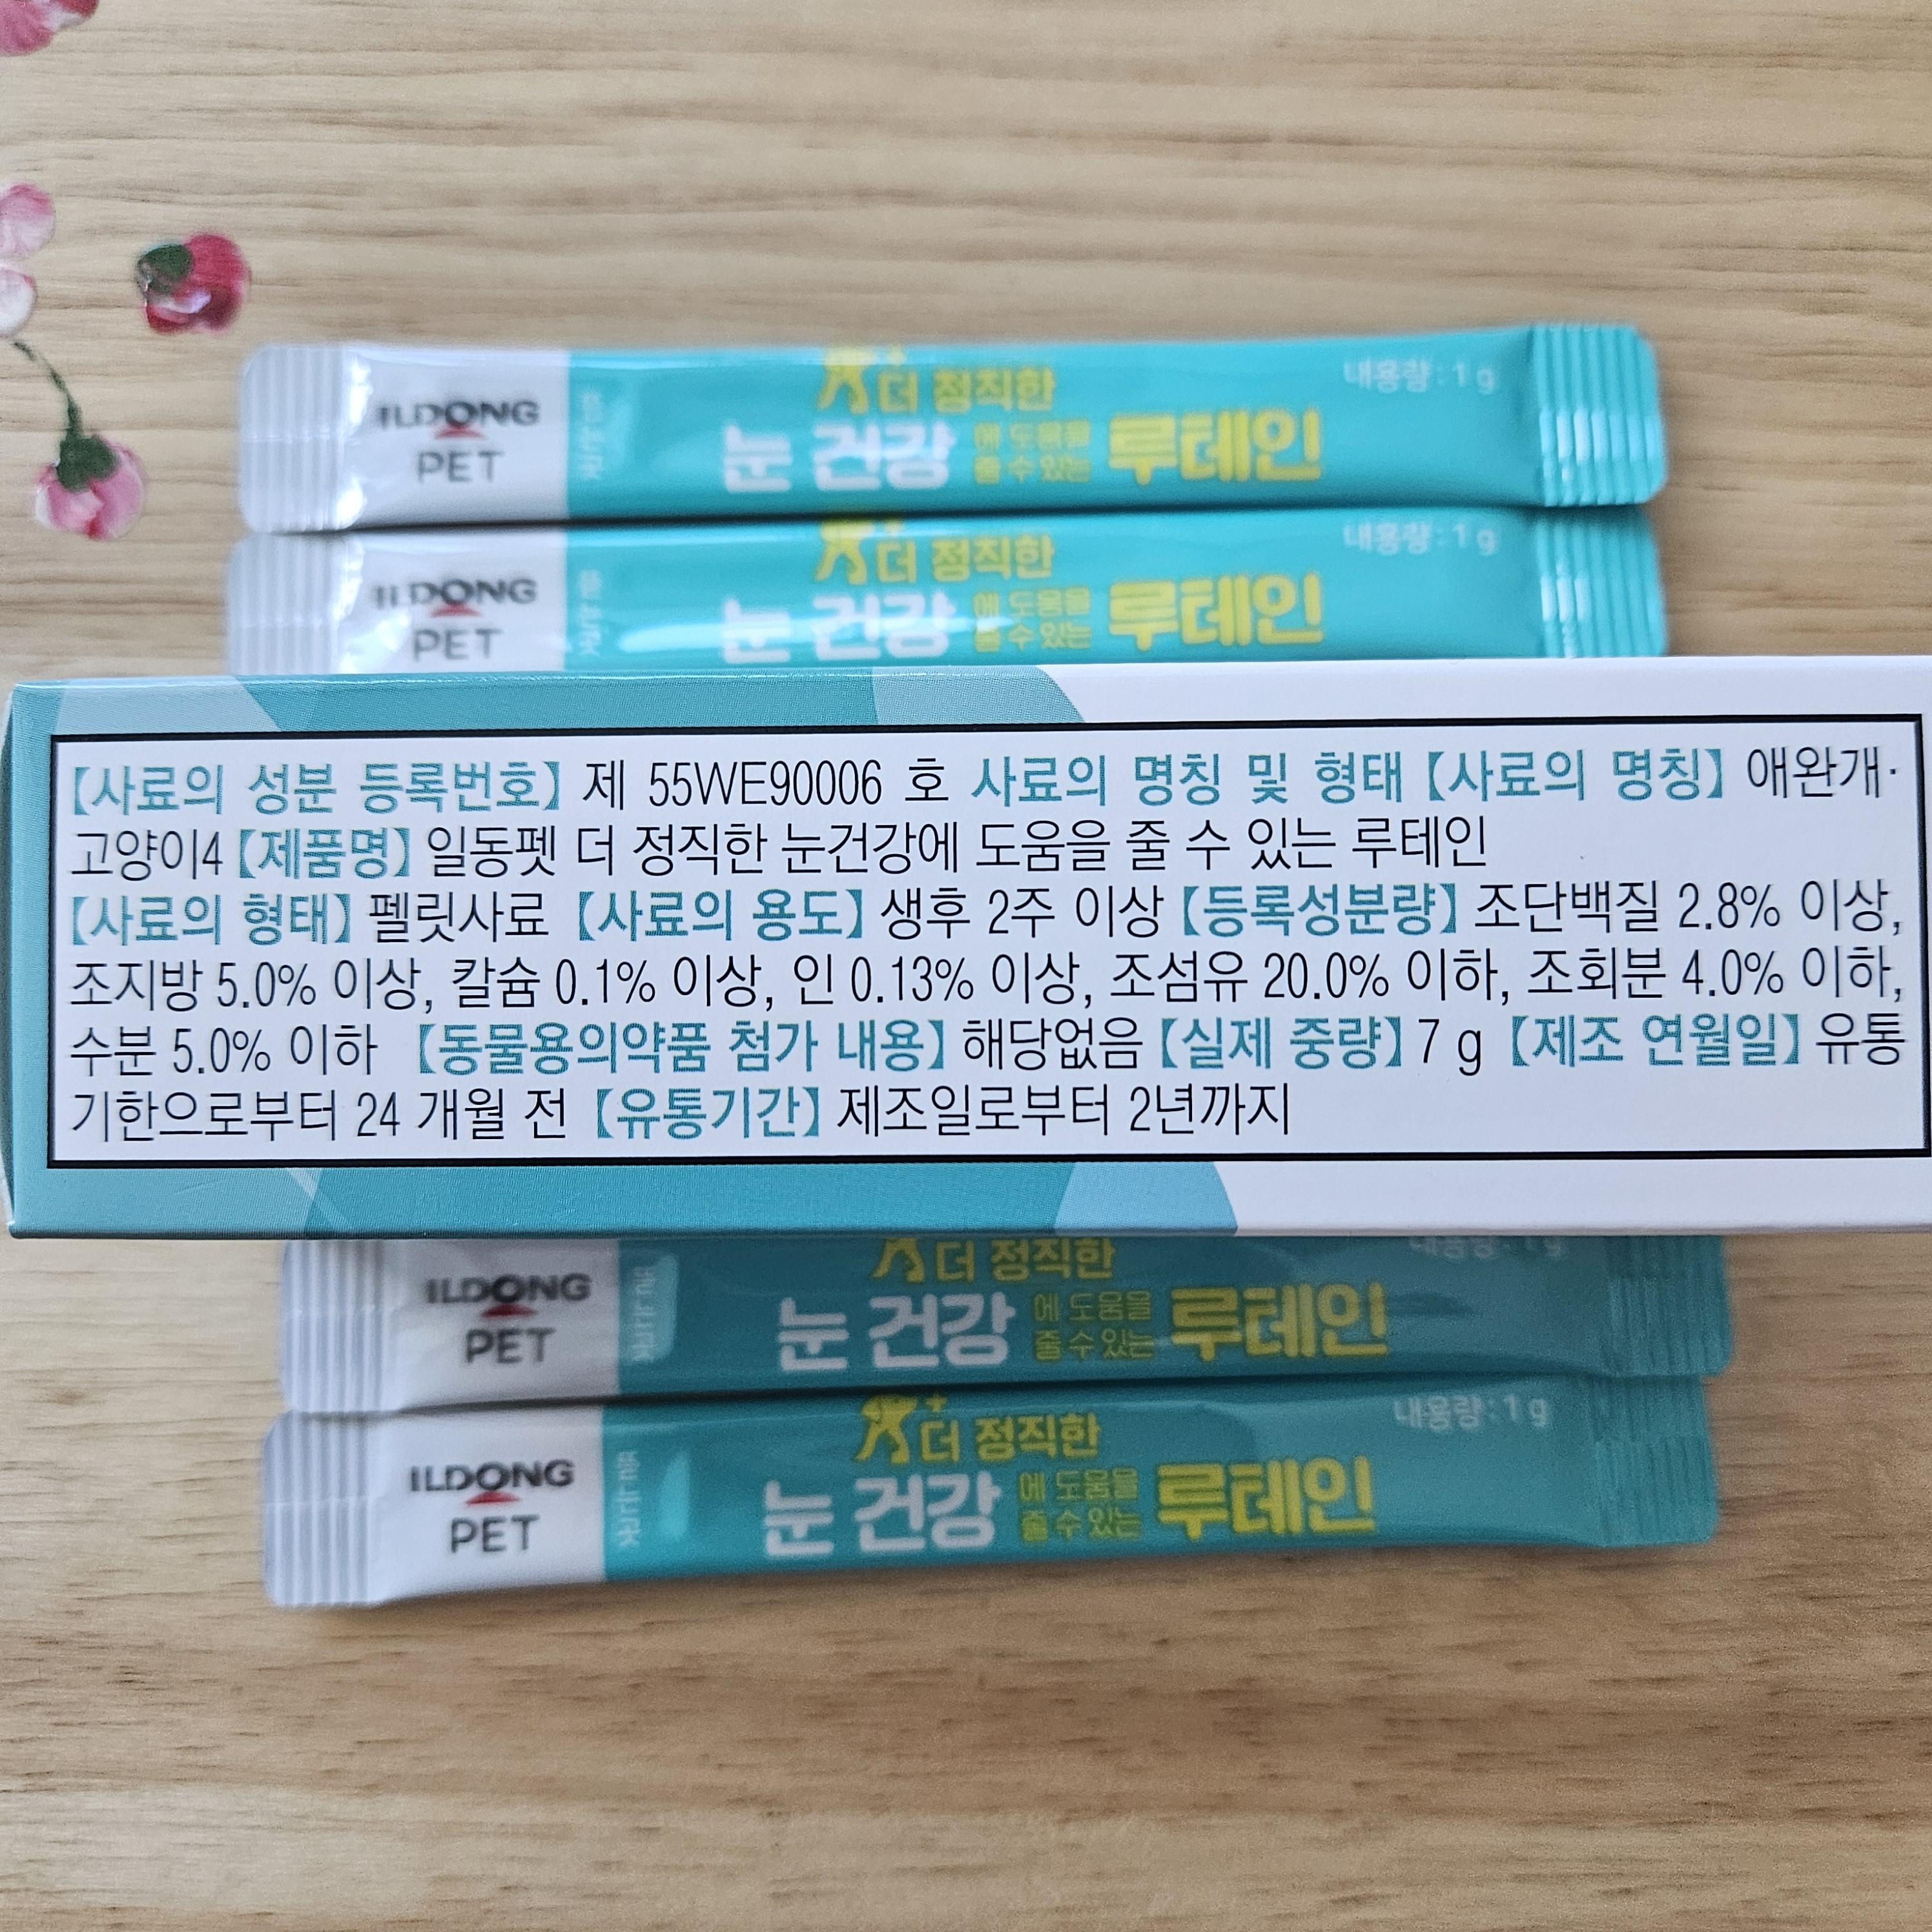 ILDONG
PET
더 정직한
눈 건강 에 도움을 줄 수 있는 루테인
내용량 : 1 g
ILDONG
PET
더 정직한
눈 건강 에 도움을 줄 수 있는 루테인
내용량 : 1 g
【사료의 성분 등록번호】 제 55WE90006 호 사료의 명칭 및 형태【사료의 명칭】 애완개·
고양이4【제품명】 일동펫 더 정직한 눈건강에 도움을 줄 수 있는 루테인
【사료의 형태】 펠릿사료 【사료의 용도】 생후 2주 이상【등록성분량】 조단백질 2.8% 이상,
조지방 5.0% 이상, 칼슘 0.1% 이상, 인 0.13% 이상, 조섬유 20.0% 이하, 조회분 4.0% 이하,
수분 5.0% 이하 【동물용의약품 첨가 내용】 해당없음【실제 중량】 7 g 【제조 연월일】 유통
기한으로부터 24 개월 전 【유통기간】 제조일로부터 2년까지
ILDONG
PET
더 정직한
눈 건강 에 도움을 줄 수 있는 루테인
내용량 : 1 g
ILDONG
PET
더 정직한
눈 건강 에 도움을 줄 수 있는 루테인
내용량 : 1 g